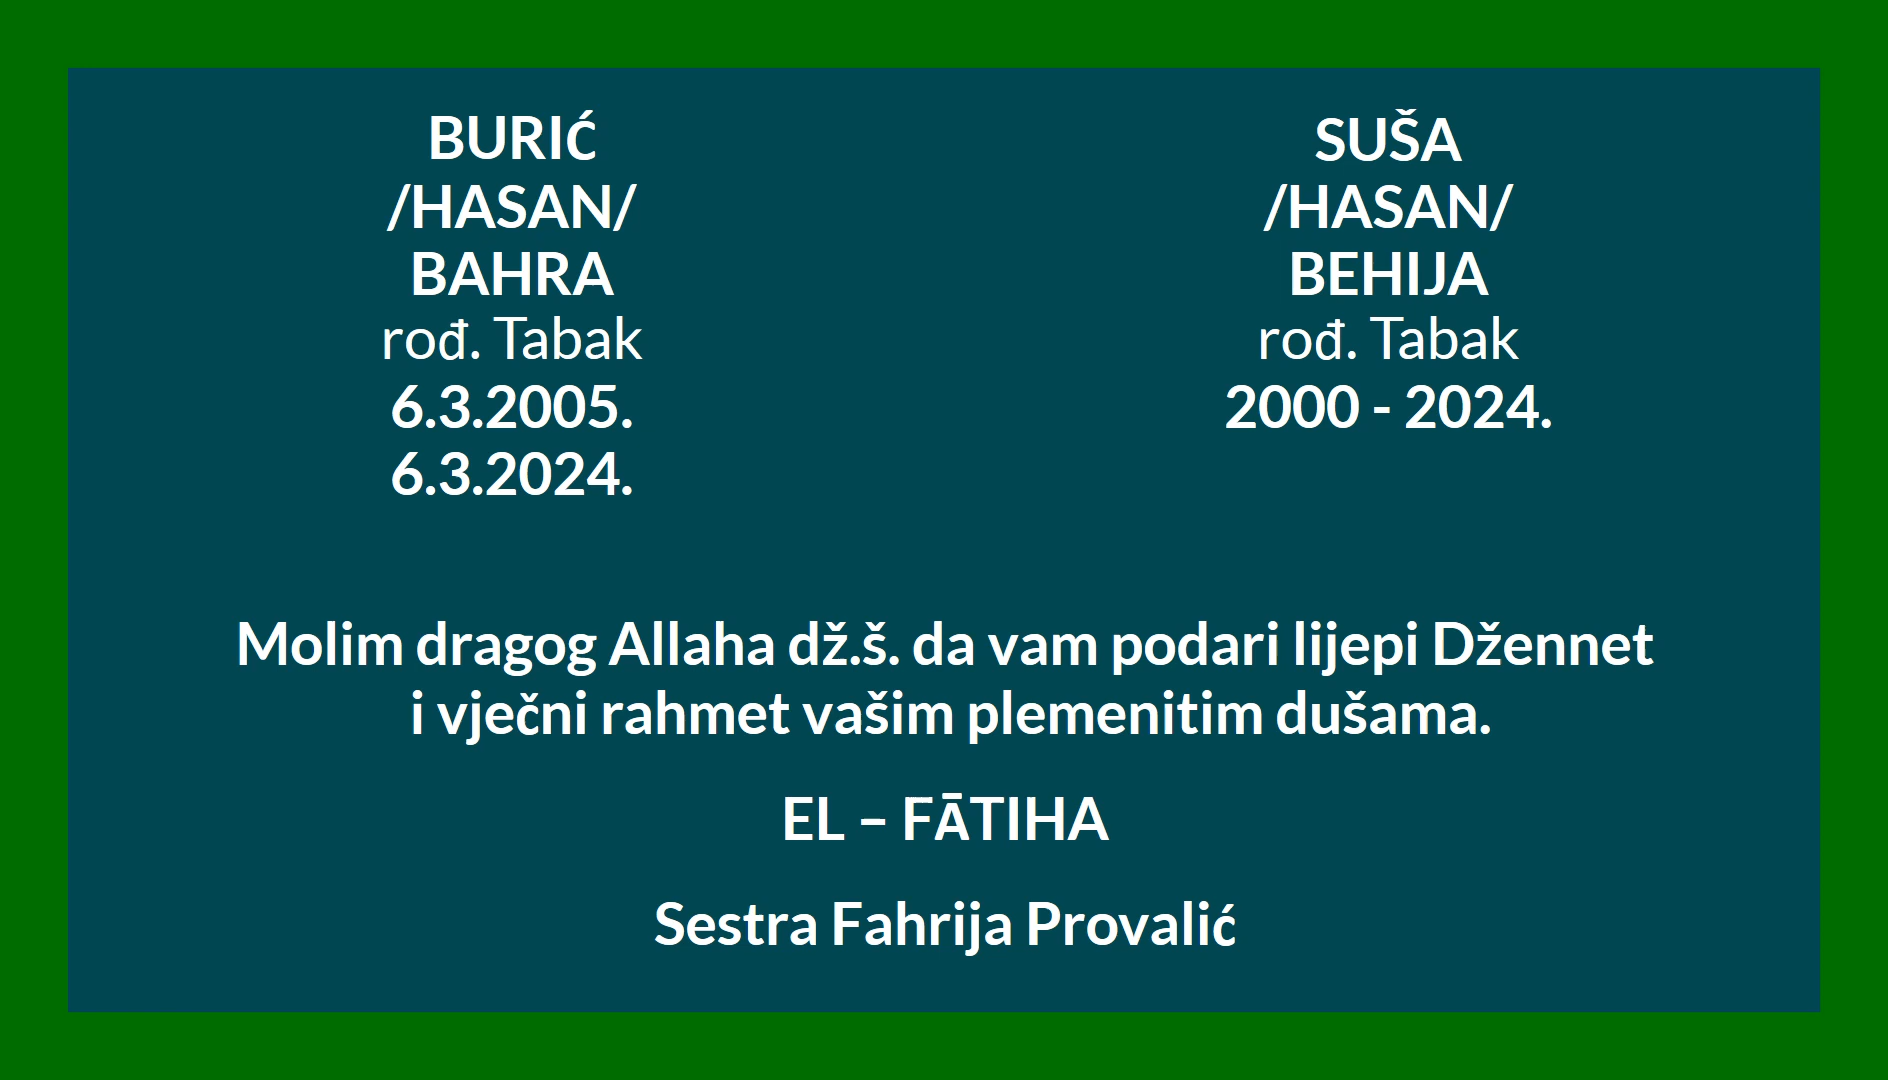 BURIĆ
/HASAN/
BAHRA
rođ. Tabak
6.3.2005.
6.3.2024.
SUŠA
/HASAN/
BEHIJA
rođ. Tabak
2000 - 2024.
Molim dragog Allaha dž.š. da vam podari lijepi Džennet
i vječni rahmet vašim plemenitim dušama.
EL – FĀTIHA
Sestra Fahrija Provalić